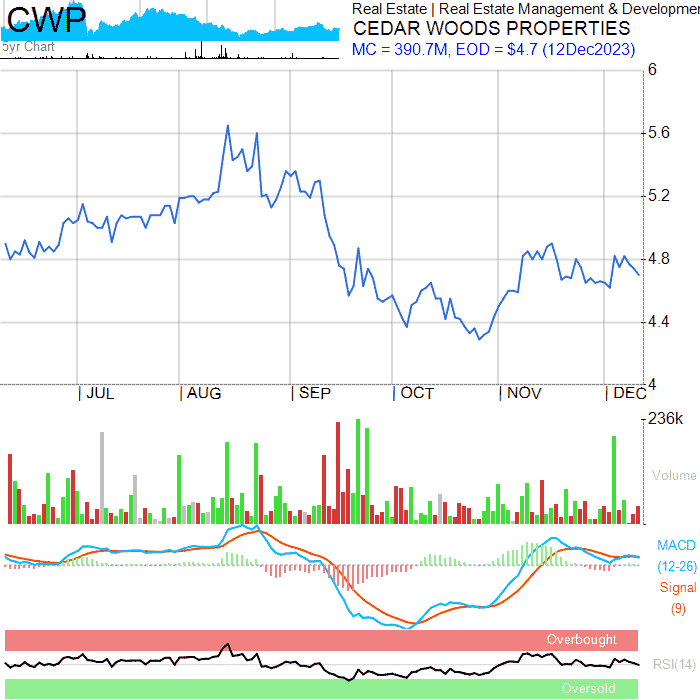 CWP
5yr Chart
Real Estate | Real Estate Management & Developmen
CEDAR WOODS PROPERTIES
MC = 390.7M, EOD = $4.7 (12Dec2023)
6
5.6
5.2
4.8
4.4
4
| JUL | AUG | SEP | OCT | NOV | DEC
236k
Volume
MACD
(12-26)
Signal
(9)
Overbought
RSI(14)
Oversold